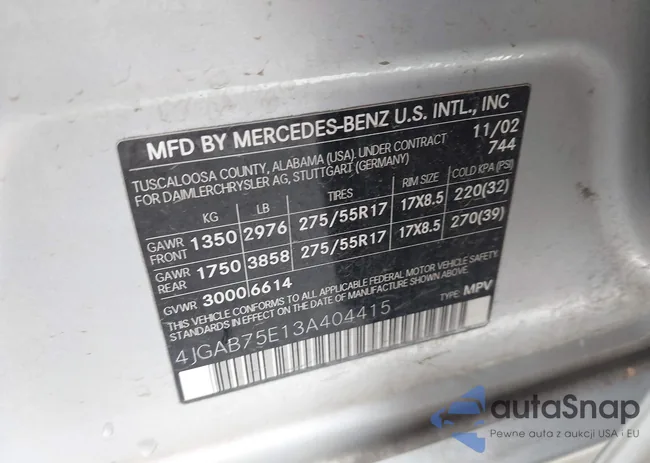 MFD BY MERCEDES-BENZ U.S. INTL., INC
TUSCALOOSA COUNTY, ALABAMA (USA). UNDER CONTRACT 11/02
FOR DAIMLERCHRYSLER AG, STUTTGART (GERMANY) 744
KG LB TIRES RIM SIZE COLD KPA (PSI)
GAWR FRONT 1350 2976 275/55R17 17X8.5 220(32)
GAWR REAR 1750 3858 275/55R17 17X8.5 270(39)
GVWR 3000 6614
THIS VEHICLE CONFORMS TO ALL APPLICABLE FEDERAL MOTOR VEHICLE SAFETY
STANDARDS IN EFFECT ON THE DATE OF MANUFACTURE SHOWN ABOVE.
4JGAB75E13A404415 TYPE: MPV
autaSnap
Pewne auta z aukcji USA i EU